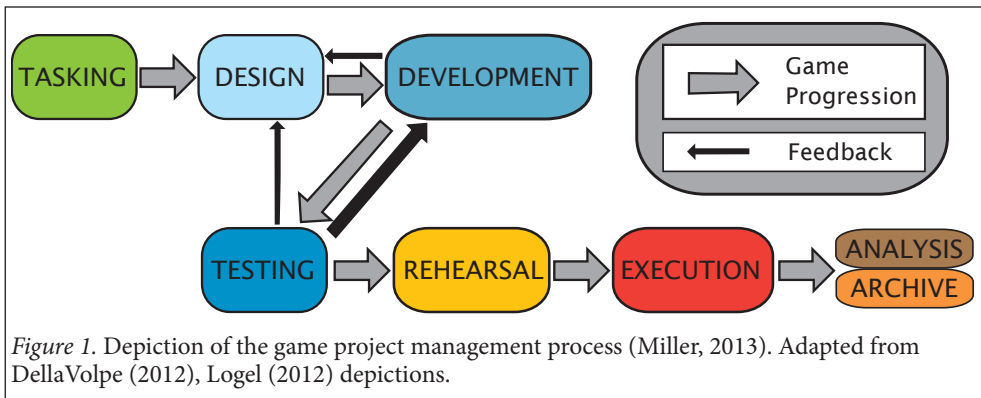 TASKING
DESIGN
DEVELOPMENT
Game
Progression
Feedback
TESTING
REHEARSAL
EXECUTION
ANALYSIS
ARCHIVE
Figure 1. Depiction of the game project management process (Miller, 2013). Adapted from
DellaVolpe (2012), Logel (2012) depictions.